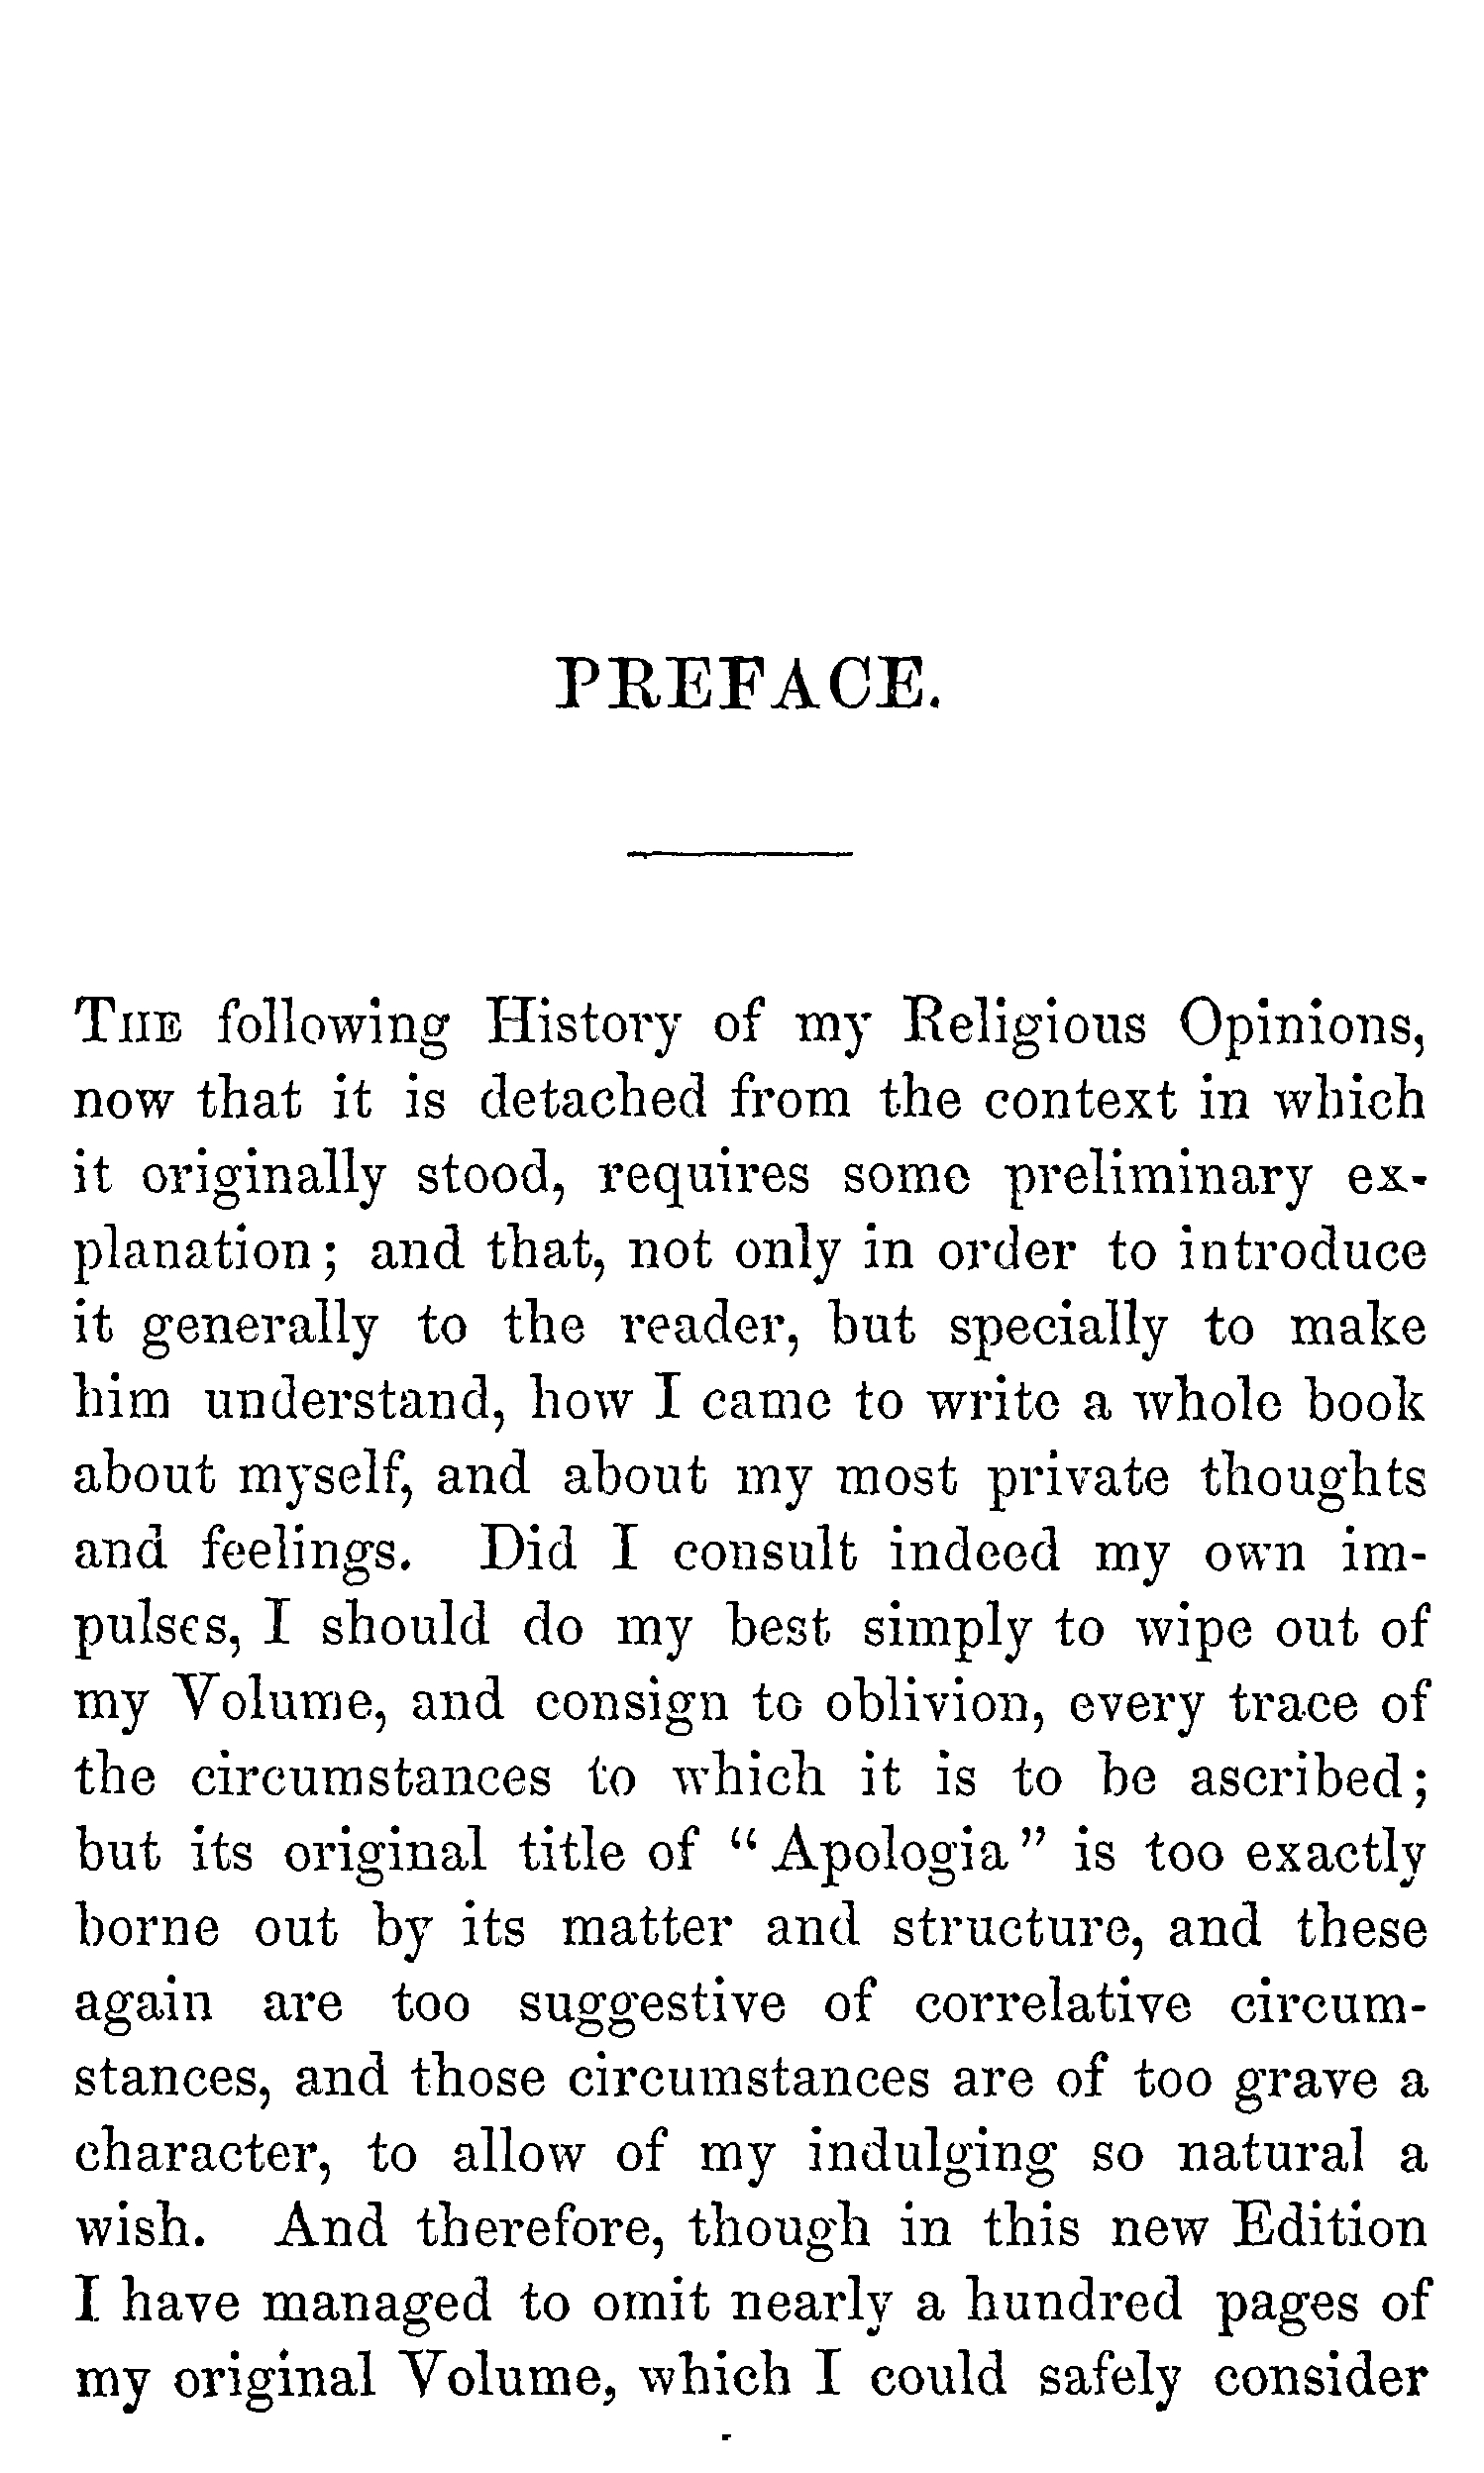 PREFACE.
THE following History of my Religious Opinions,
now that it is detached from the context in which
it originally stood, requires some preliminary ex-
planation; and that, not only in order to introduce
it generally to the reader, but specially to make
him understand, how I came to write a whole book
about myself, and about my most private thoughts
and feelings. Did I consult indeed my own im-
pulses, I should do my best simply to wipe out of
my Volume, and consign to oblivion, every trace of
the circumstances to which it is to be ascribed;
but its original title of “Apologia” is too exactly
borne out by its matter and structure, and these
again are too suggestive of correlative circum-
stances, and those circumstances are of too grave a
character, to allow of my indulging so natural a
wish. And therefore, though in this new Edition
I have managed to omit nearly a hundred pages of
my original Volume, which I could safely consider